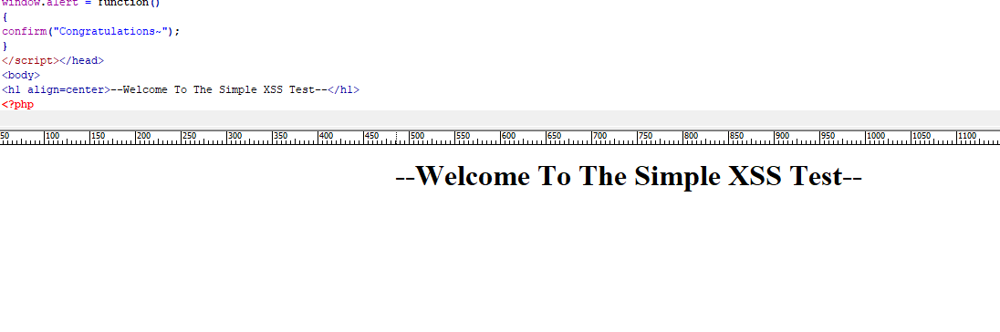 window.alert = function()
{
confirm("Congratulations~");
}
</script></head>
<body>
<h1 align=center>--Welcome To The Simple XSS Test--</h1>
<?php
50 100 150 200 250 300 350 400 450 500 550 600 650 700 750 800 850 900 950 1000 1050 1100
--Welcome To The Simple XSS Test--